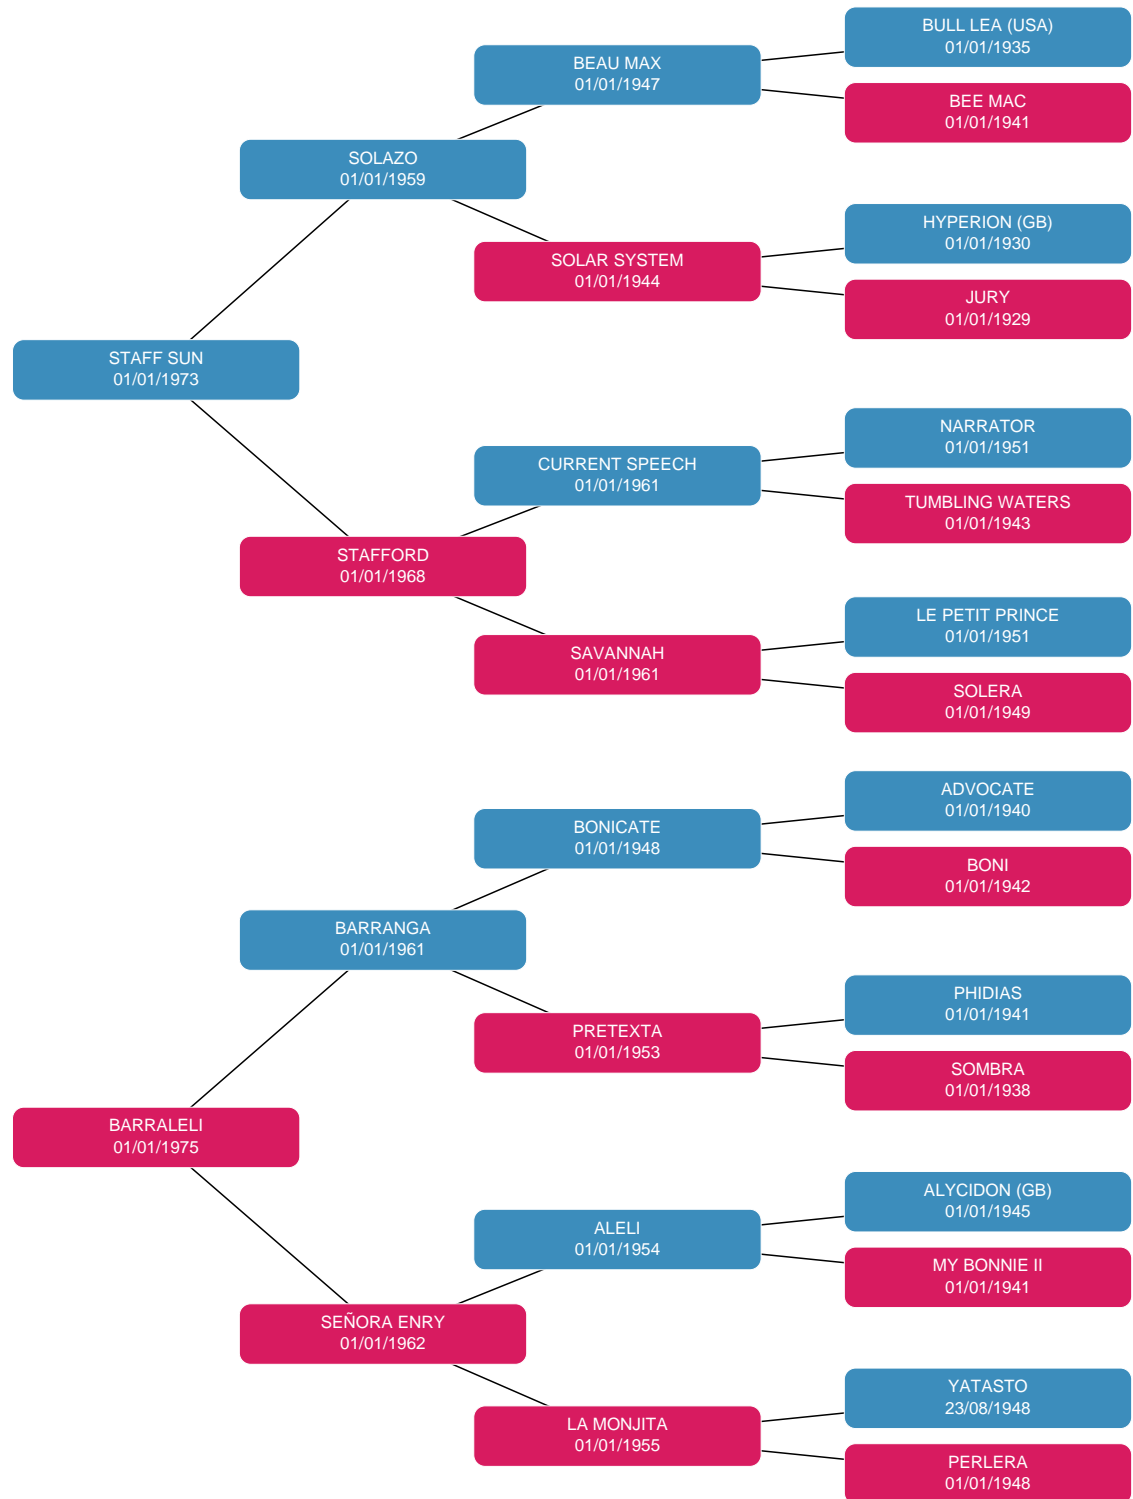 BULL LEA (USA)
01/01/1935
BEAU MAX
01/01/1947
BEE MAC
01/01/1941
SOLAZO
01/01/1959
HYPERION (GB)
01/01/1930
SOLAR SYSTEM
01/01/1944
JURY
01/01/1929
STAFF SUN
01/01/1973
NARRATOR
01/01/1951
CURRENT SPEECH
01/01/1961
TUMBLING WATERS
01/01/1943
STAFFORD
01/01/1968
LE PETIT PRINCE
01/01/1951
SAVANNAH
01/01/1961
SOLERA
01/01/1949
ADVOCATE
01/01/1940
BONICATE
01/01/1948
BONI
01/01/1942
BARRANGA
01/01/1961
PHIDIAS
01/01/1941
PRETEXTA
01/01/1953
SOMBRA
01/01/1938
BARRALELI
01/01/1975
ALYCIDON (GB)
01/01/1945
ALELI
01/01/1954
MY BONNIE II
01/01/1941
SEÑORA ENRY
01/01/1962
YATASTO
23/08/1948
LA MONJITA
01/01/1955
PERLERA
01/01/1948